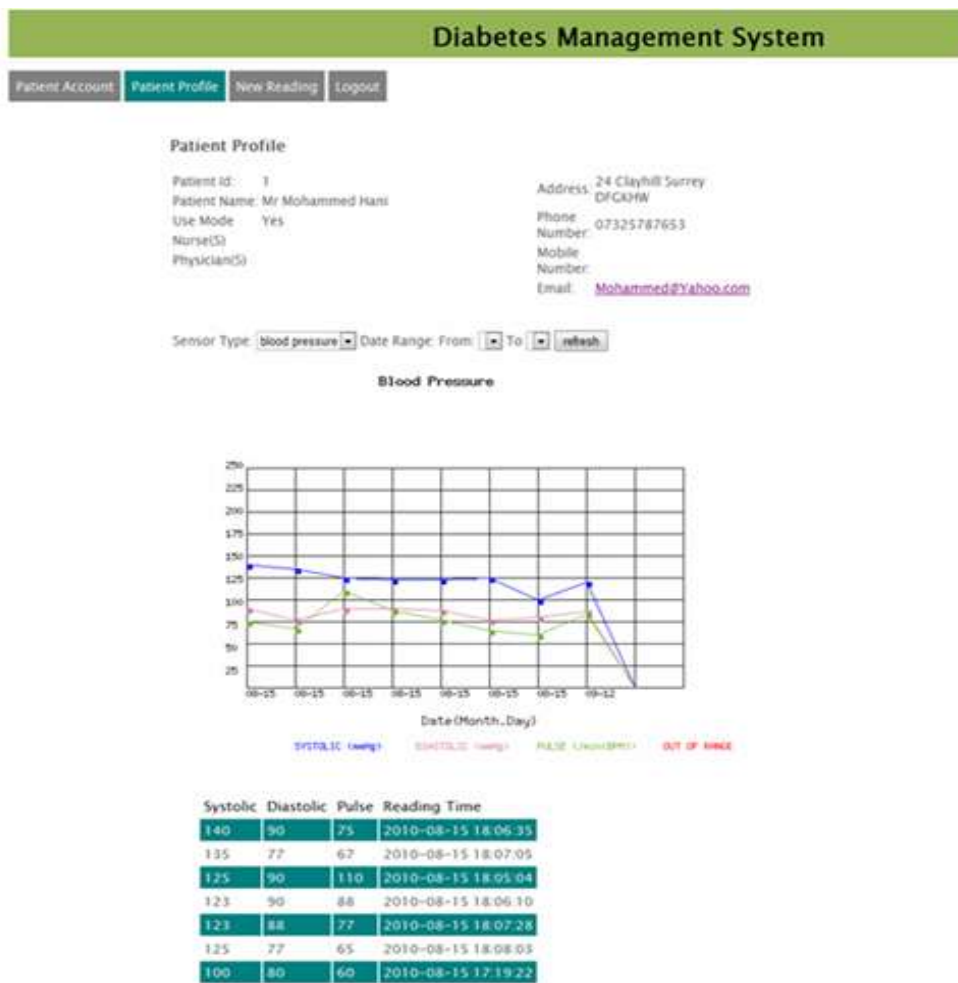 Diabetes Management System
Patient Account Patient Profile New Reading Logout
Patient Profile
Patient Id: 1
Patient Name: Mr Mohammed Hani
Use Mode Yes
Nurse(S)
Physician(S)
Address: 24 Clayhill Surrey
DFGKHW
Phone
Number: 07325787653
Mobile
Number:
Email: Mohammed@Yahoo.com
Sensor Type: blood pressure Date Range: From: To refresh
Blood Pressure
250
225
200
175
150
125
100
75
50
25
08-15 08-15 08-15 08-15 08-15 08-15 08-15 09-12
Date(Month.Day)
SYSTOLIC (mmHg) DIASTOLIC (mmHg) PULSE (/min(BPM)) OUT OF RANGE
Systolic Diastolic Pulse Reading Time
140 90 75 2010-08-15 18:06:35
135 77 67 2010-08-15 18:07:05
125 90 110 2010-08-15 18:05:04
123 90 88 2010-08-15 18:06:10
123 88 77 2010-08-15 18:07:28
125 77 65 2010-08-15 18:08:03
100 80 60 2010-08-15 17:19:22